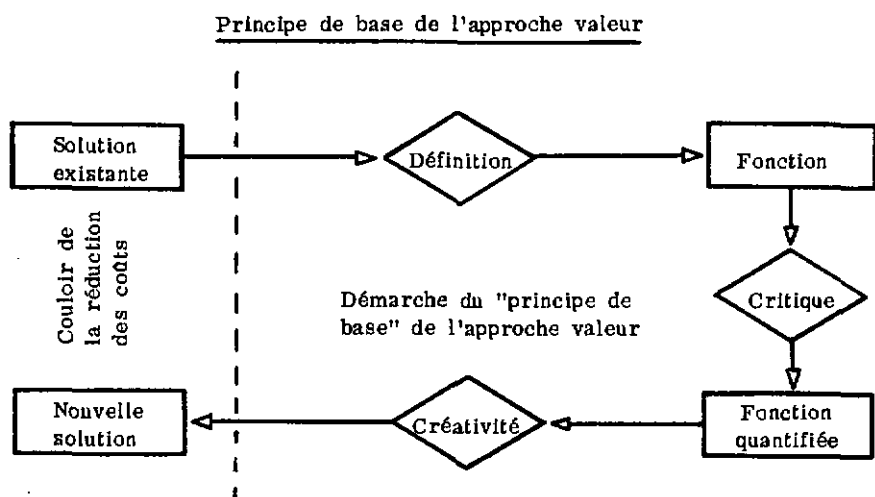 Principe de base de l'approche valeur
Solution
existante
Définition
Fonction
Couloir de
la réduction
des coûts
Démarche du "principe de
base" de l'approche valeur
Critique
Nouvelle
solution
Créativité
Fonction
quantifiée